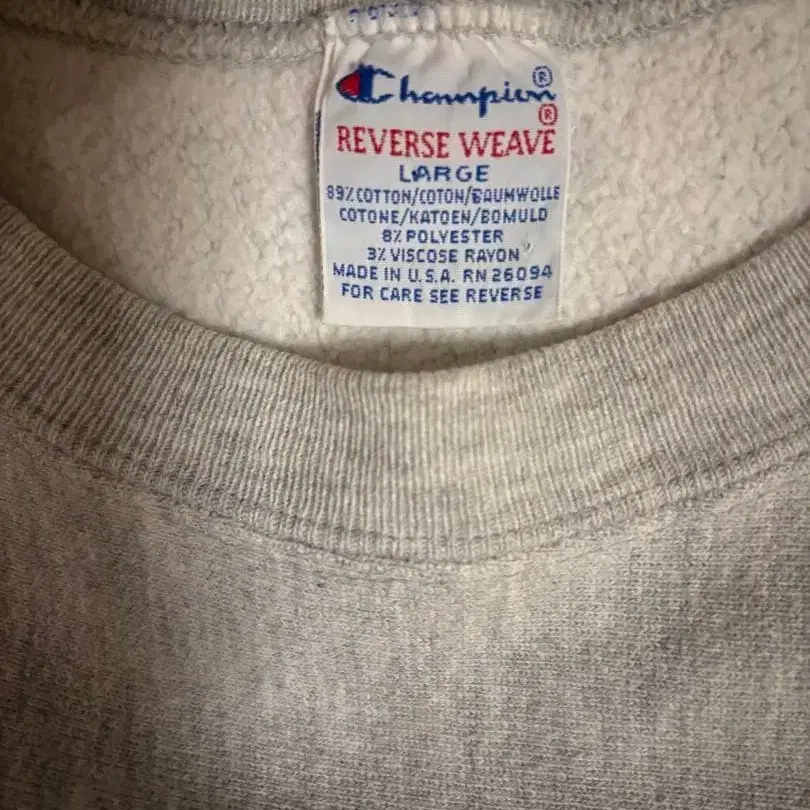 Champion ®
®
REVERSE WEAVE
LARGE
89% COTTON/COTON/BAUMWOLLE
COTONE/KATOEN/BOMULD
8% POLYESTER
3% VISCOSE RAYON
MADE IN U.S.A. RN 26094
FOR CARE SEE REVERSE